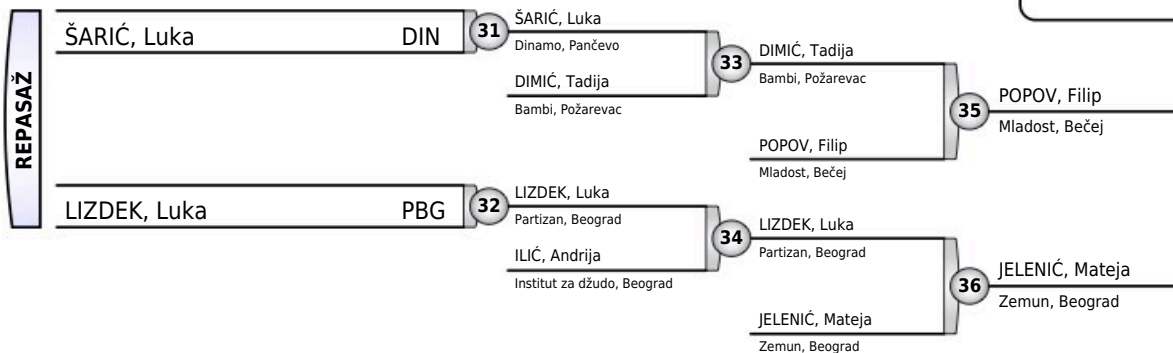 REPASAŽ
ŠARIĆ, Luka DIN
LIZDEK, Luka PBG
31
ŠARIĆ, Luka
Dinamo, Pančevo
DIMIĆ, Tadija
Bambi, Požarevac
32
LIZDEK, Luka
Partizan, Beograd
ILIĆ, Andrija
Institut za džudo, Beograd
33
DIMIĆ, Tadija
Bambi, Požarevac
POPOV, Filip
Mladost, Bečej
34
LIZDEK, Luka
Partizan, Beograd
JELENIĆ, Mateja
Zemun, Beograd
35
POPOV, Filip
Mladost, Bečej
36
JELENIĆ, Mateja
Zemun, Beograd